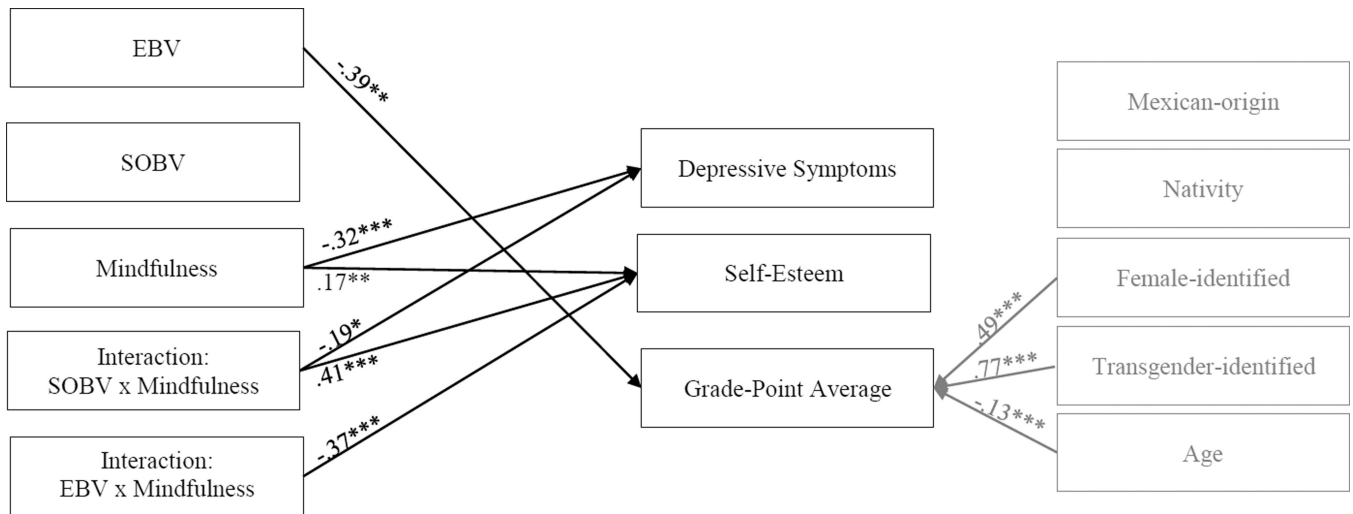 EBV
SOBV
Mindfulness
Interaction:
SOBV x Mindfulness
Interaction:
EBV x Mindfulness
-.39**
-.32***
.17**
-.19*
.41***
-.37***
Depressive Symptoms
Self-Esteem
Grade-Point Average
.49***
.77***
-.13***
Mexican-origin
Nativity
Female-identified
Transgender-identified
Age